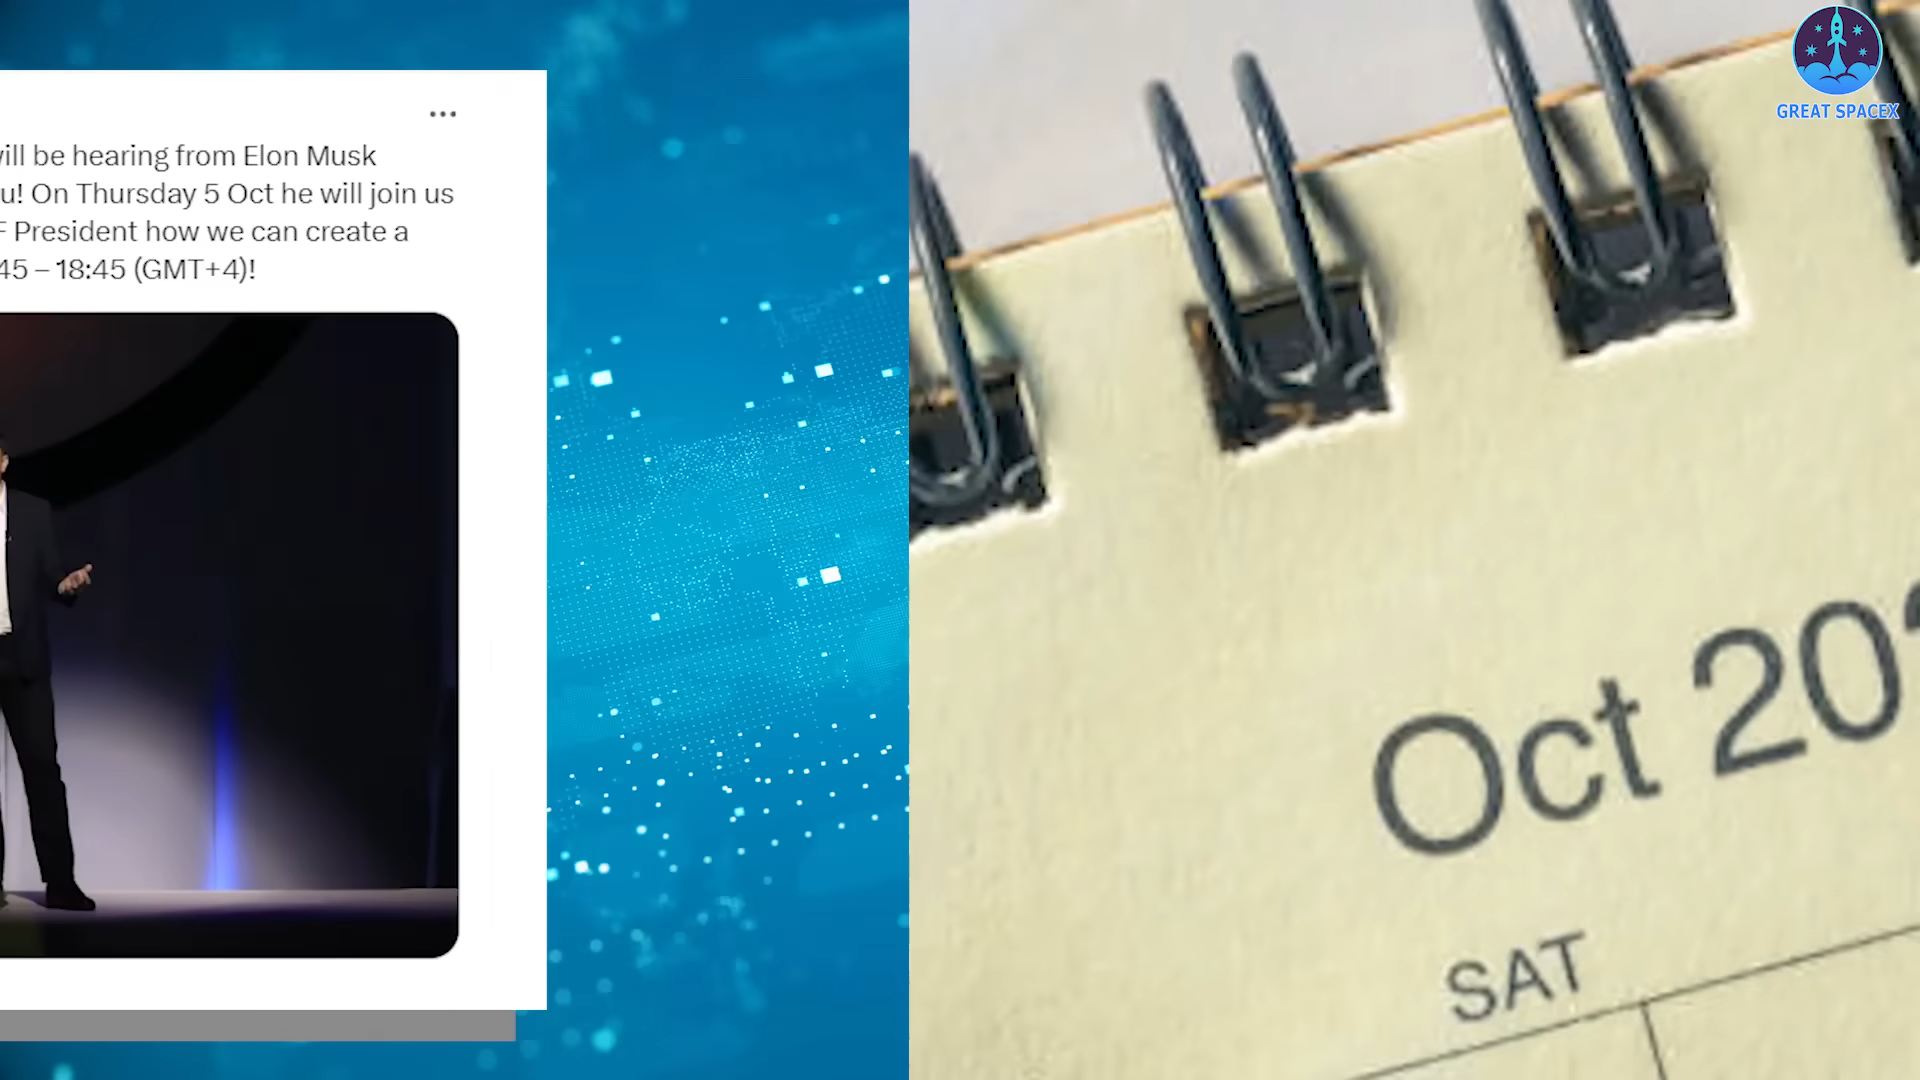 will be hearing from Elon Musk
u! On Thursday 5 Oct he will join us
F President how we can create a
45 – 18:45 (GMT+4)!
GREAT SPACEX
Oct 20
SAT